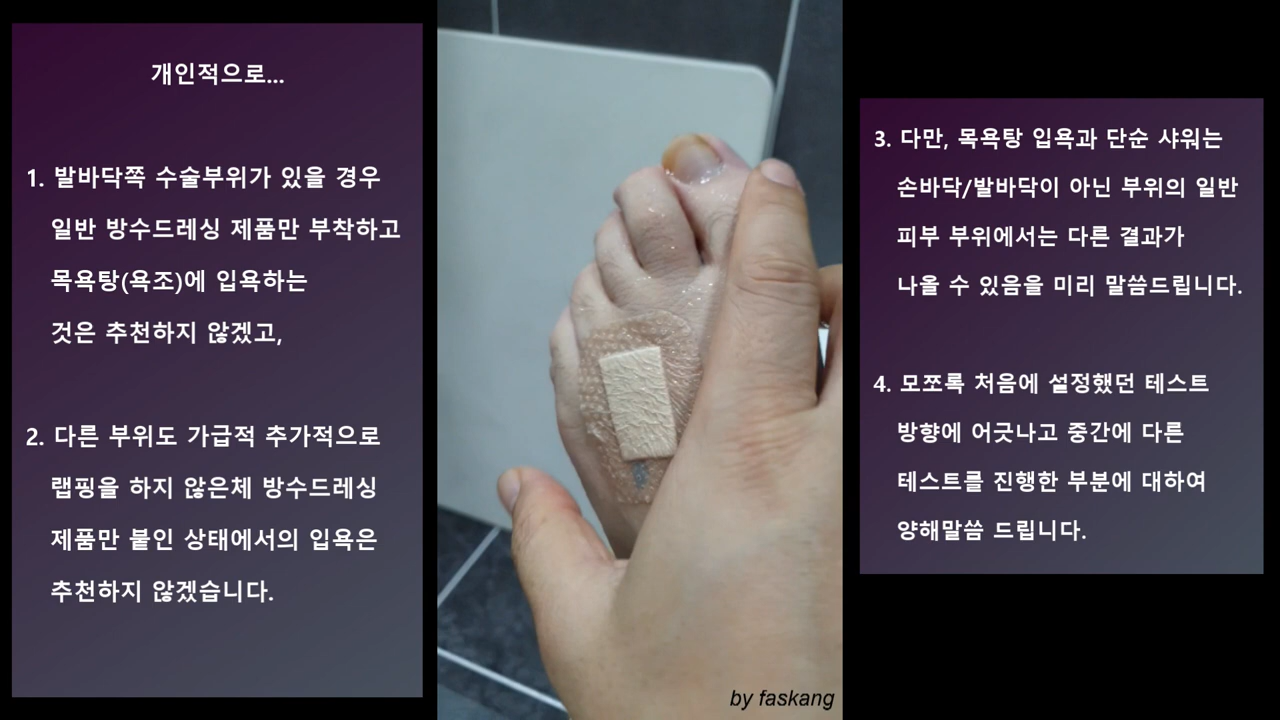 개인적으로...
1. 발바닥쪽 수술부위가 있을 경우
일반 방수드레싱 제품만 부착하고
목욕탕(욕조)에 입욕하는
것은 추천하지 않겠고,
2. 다른 부위도 가급적 추가적으로
랩핑을 하지 않은체 방수드레싱
제품만 붙인 상태에서의 입욕은
추천하지 않겠습니다.
3. 다만, 목욕탕 입욕과 단순 샤워는
손바닥/발바닥이 아닌 부위의 일반
피부 부위에서는 다른 결과가
나올 수 있음을 미리 말씀드립니다.
4. 모쪼록 처음에 설정했던 테스트
방향에 어긋나고 중간에 다른
테스트를 진행한 부분에 대하여
양해말씀 드립니다.
by faskang